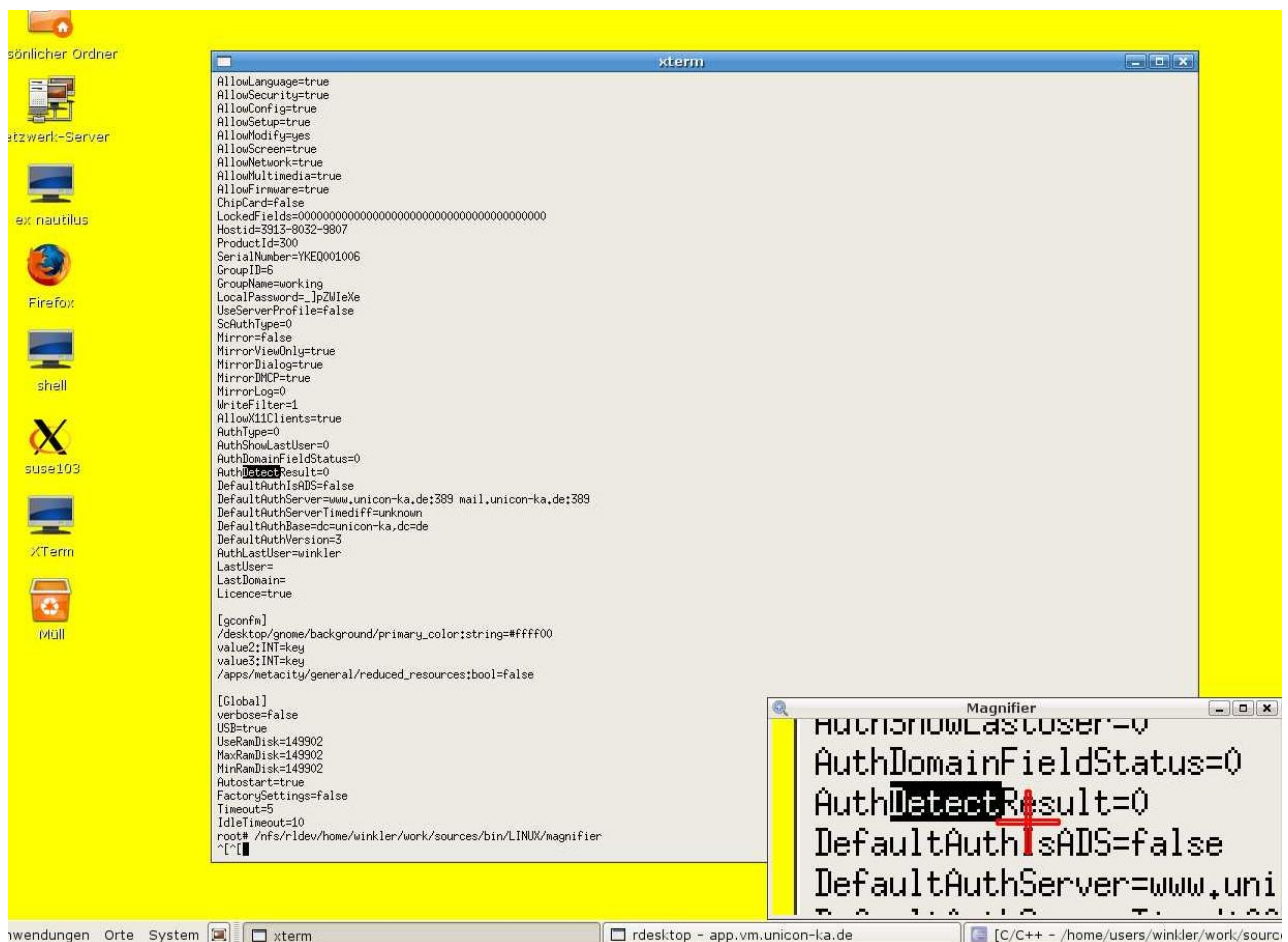 sönlicher Ordner
etzwerk-Server
ex nautilus
Firefox
shell
suse103
XTerm
Müll
xterm
AllowLanguage=true
AllowSecurity=true
AllowConfig=true
AllowSetup=true
AllowModify=yes
AllowScreen=true
AllowNetwork=true
AllowMultimedia=true
AllowFirmware=true
ChipCard=false
Hostid=3913-8032-9807
ProductId=300
SerialNumber=YKEQ001006
GroupID=6
GroupName=working
LocalPassword=_]pZWIeXe
UseServerProfile=false
ScAuthType=0
Mirror=false
MirrorViewOnly=true
MirrorDialog=true
MirrorDMCP=true
MirrorLog=0
WriteFilter=1
AllowX11Clients=true
AuthType=0
AuthShowLastUser=0
AuthDomainFieldStatus=0
AuthDetectResult=0
DefaultAuthIsADS=false
DefaultAuthServer=www.unicon-ka.de:389 mail.unicon-ka.de:389
DefaultAuthServerTimediff=unknown
DefaultAuthBase=dc=unicon-ka,dc=de
DefaultAuthVersion=3
AuthLastUser=winkler
LastUser=
LastDomain=
Licence=true
[gconfm]
/desktop/gnome/background/primary_color:string=#ffff00
value2:INT=key
value3:INT=key
/apps/metacity/general/reduced_resources:bool=false
[Global]
verbose=false
USB=true
UseRamDisk=149902
MaxRamDisk=149902
MinRamDisk=149902
Autostart=true
FactorySettings=false
Timeout=5
IdleTimeout=10
root# /nfs/rldev/home/winkler/work/sources/bin/LINUX/magnifier
^[^[
Magnifier
AuthShowLastUser=0
AuthDomainFieldStatus=0
AuthDetectResult=0
DefaultAuthIsADS=false
DefaultAuthServer=www.uni
nwendungen Orte System
xterm
rdesktop - app.vm.unicon-ka.de
[C/C++ - /home/users/winkler/work/source